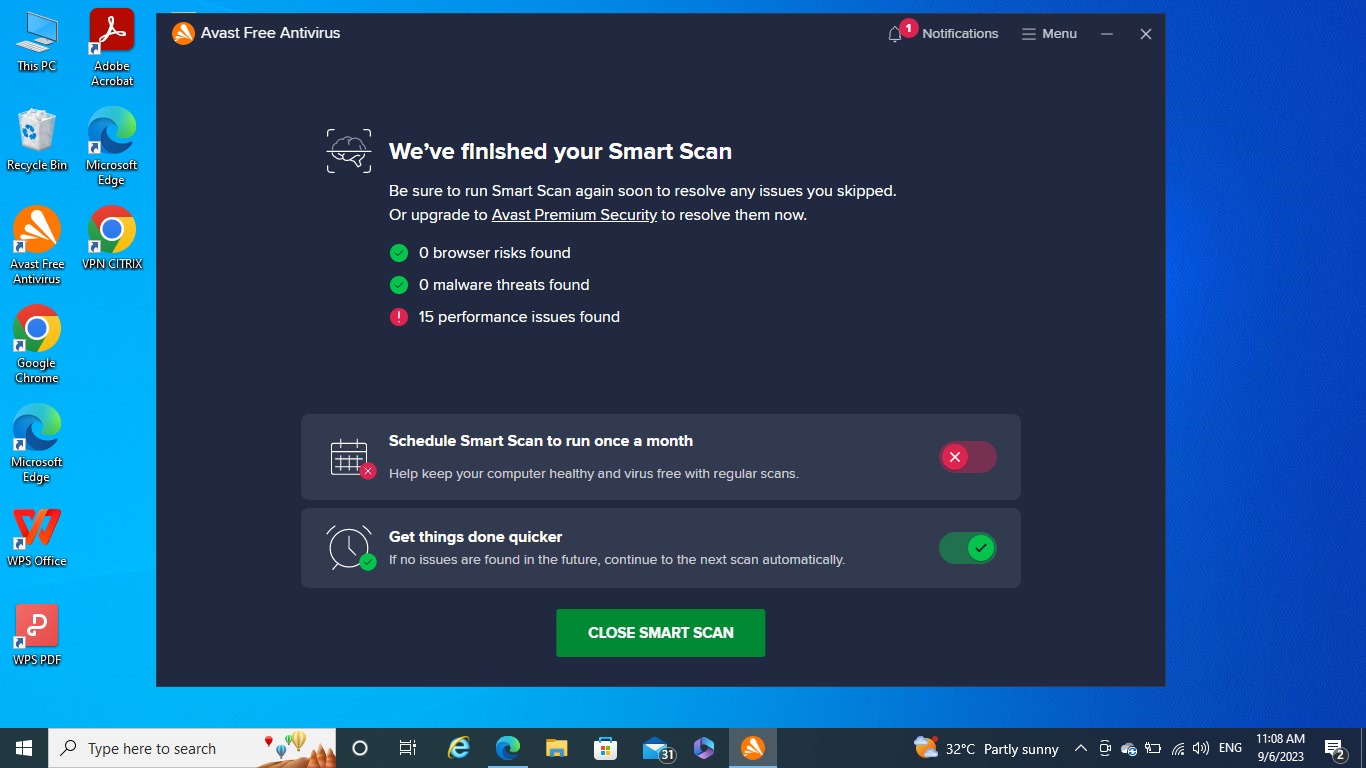 This PC
Adobe
Acrobat
Recycle Bin
Microsoft
Edge
Avast Free
Antivirus
VPN CITRIX
Google
Chrome
Microsoft
Edge
WPS Office
WPS PDF
Avast Free Antivirus
1
Notifications
Menu
We've finished your Smart Scan
Be sure to run Smart Scan again soon to resolve any issues you skipped.
Or upgrade to Avast Premium Security to resolve them now.
0 browser risks found
0 malware threats found
15 performance issues found
Schedule Smart Scan to run once a month
Help keep your computer healthy and virus free with regular scans.
Get things done quicker
If no issues are found in the future, continue to the next scan automatically.
CLOSE SMART SCAN
Type here to search
31
32°C Partly sunny
ENG
11:08 AM
9/6/2023
2